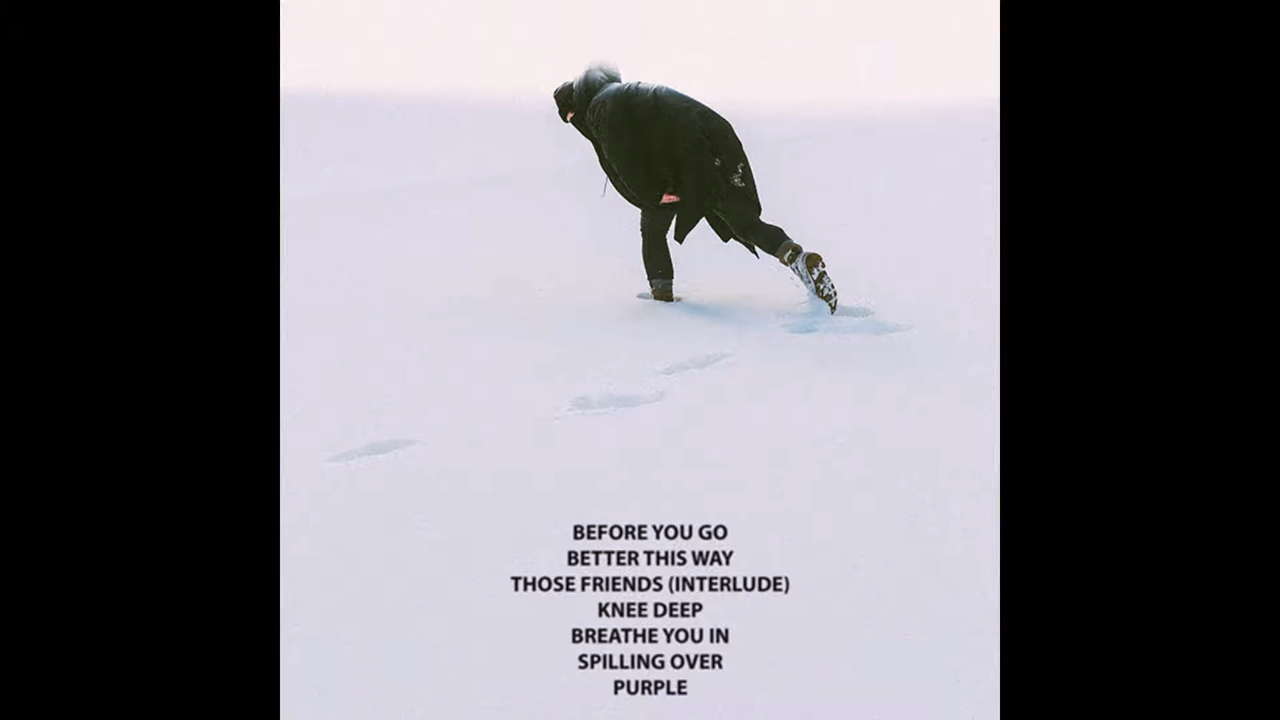 BEFORE YOU GO
BETTER THIS WAY
THOSE FRIENDS (INTERLUDE)
KNEE DEEP
BREATHE YOU IN
SPILLING OVER
PURPLE